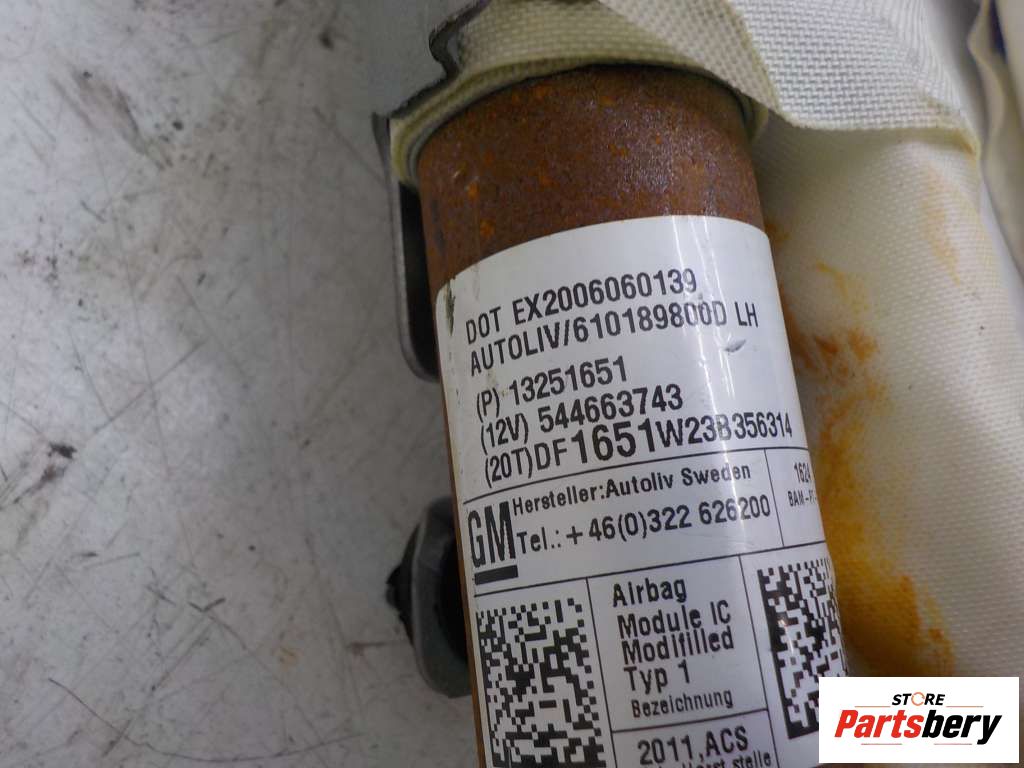 DOT EX2006060139
AUTOLIV/610189800D LH
(P) 13251651
(12V) 544663743
(20T)DF1651W23B356314
GM
Hersteller:Autoliv Sweden
Tel.: +46(0)322 626200
1624
Airbag
Module IC
Modifilled
Typ 1
Bezeichnung
2011,ACS
STORE
Partsbery